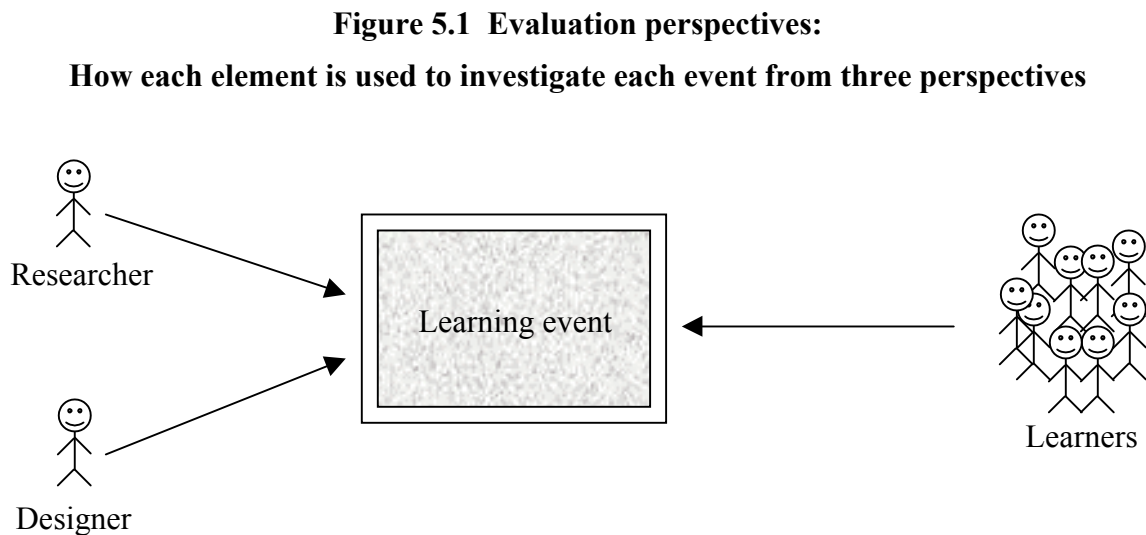 Figure 5.1 Evaluation perspectives:
How each element is used to investigate each event from three perspectives
Researcher
Learning event
Learners
Designer